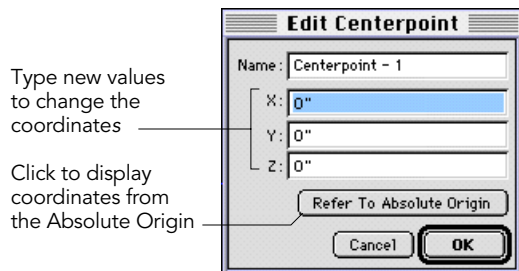 Edit Centerpoint
Name: Centerpoint - 1
Type new values
to change the
coordinates
X: 0"
Y: 0"
Z: 0"
Click to display
coordinates from
the Absolute Origin
Refer To Absolute Origin
Cancel OK